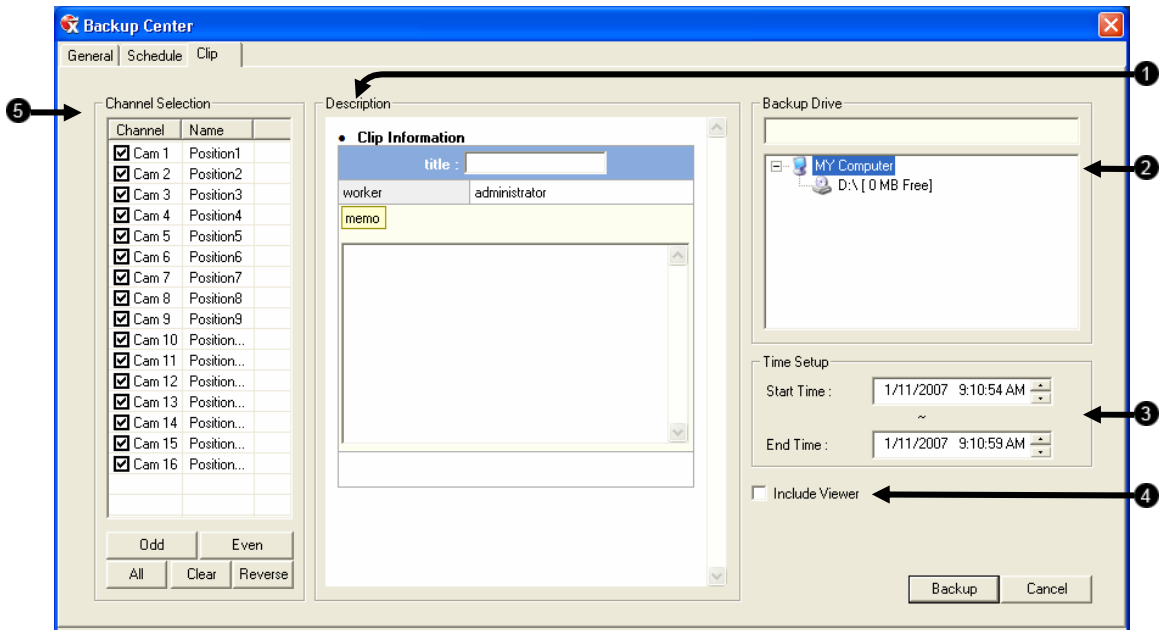 Backup Center
General Schedule Clip
1
5
Channel Selection
Channel Name
Cam 1 Position1
Cam 2 Position2
Cam 3 Position3
Cam 4 Position4
Cam 5 Position5
Cam 6 Position6
Cam 7 Position7
Cam 8 Position8
Cam 9 Position9
Cam 10 Position...
Cam 11 Position...
Cam 12 Position...
Cam 13 Position...
Cam 14 Position...
Cam 15 Position...
Cam 16 Position...
Odd Even
All Clear Reverse
Description
• Clip Information
title :
worker administrator
memo
Backup Drive
MY Computer
D:\ [ 0 MB Free]
2
Time Setup
Start Time : 1/11/2007 9:10:54 AM
~
3
End Time : 1/11/2007 9:10:59 AM
Include Viewer
4
Backup Cancel